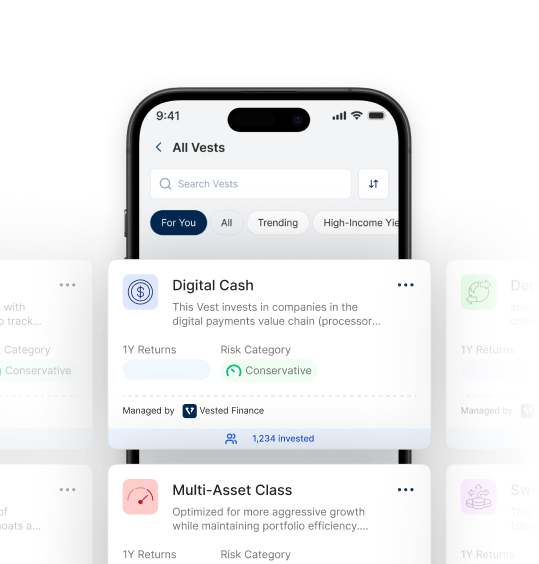 9:41
All Vests
Search Vests
For You
All
Trending
High-Income Yie
Digital Cash
This Vest invests in companies in the
digital payments value chain (processor...
1Y Returns
Risk Category
Conservative
Managed by
Vested Finance
1,234 invested
with
track...
Category
Conservative
1Y Returns
Managed by
Multi-Asset Class
Optimized for more aggressive growth
while maintaining portfolio efficiency....
1Y Returns
Risk Category
of
oats a...
1Y Returns